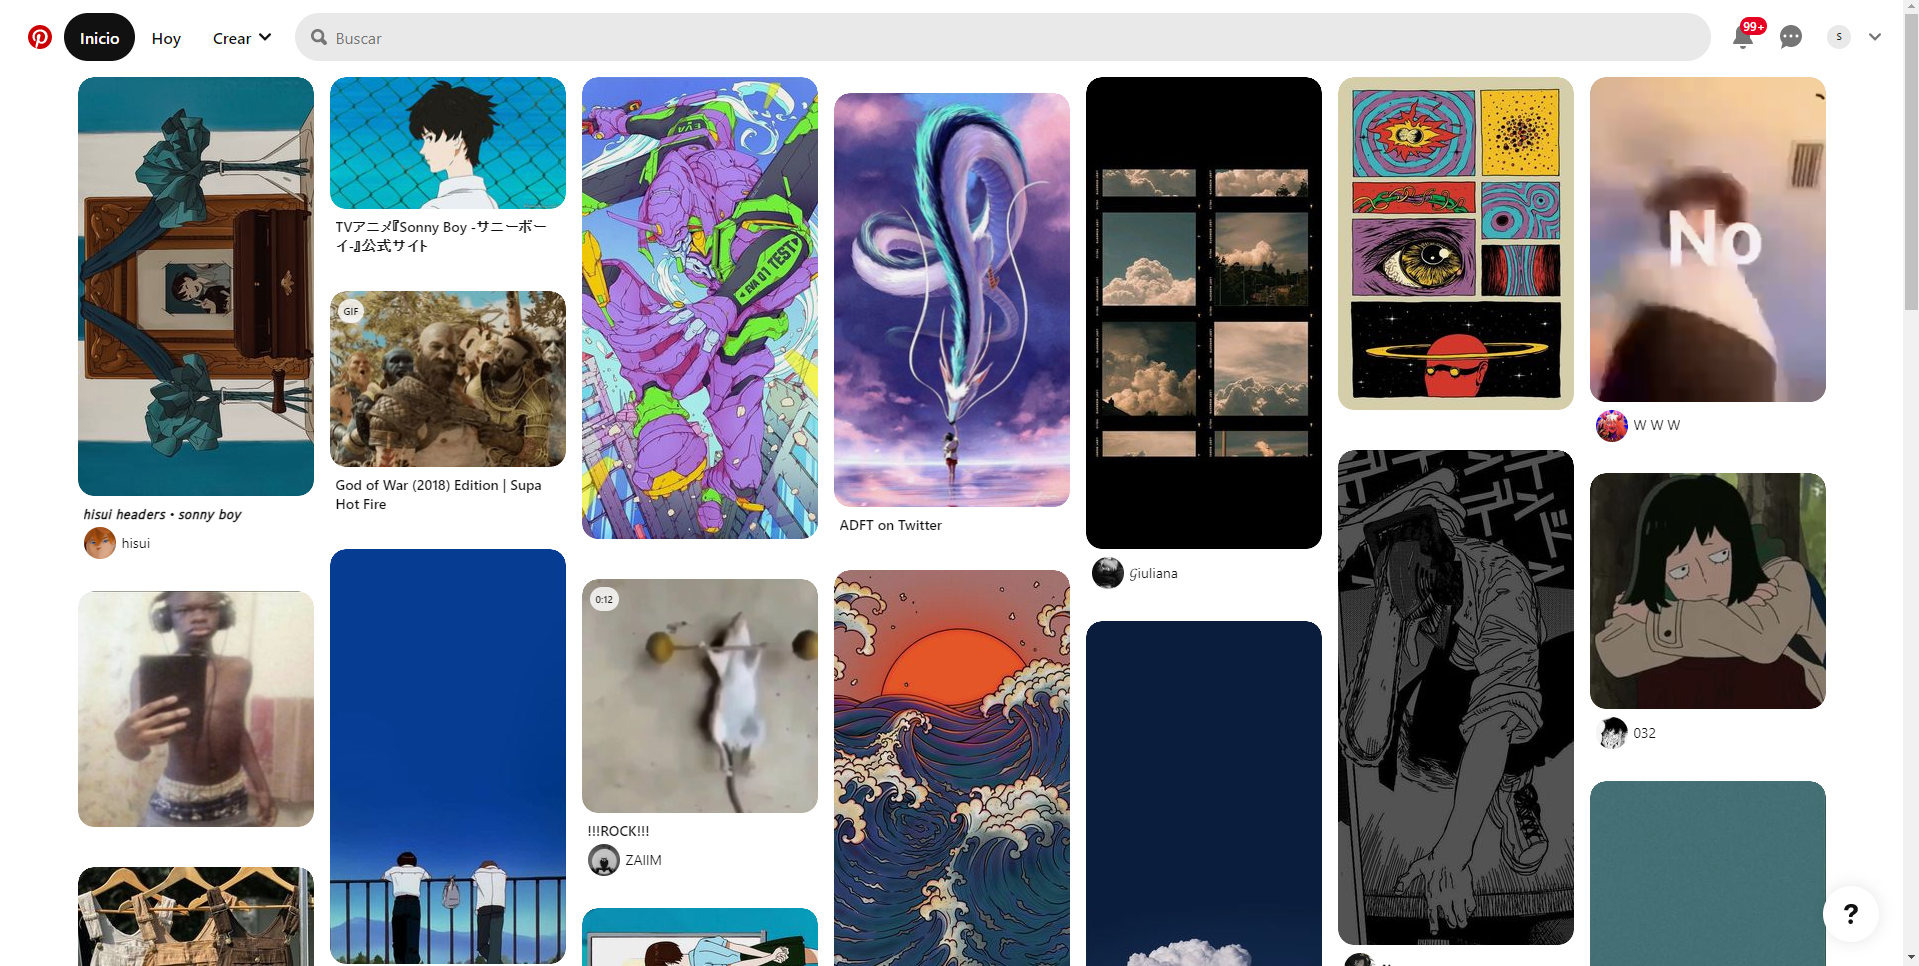 Inicio
Hoy
Crear
Buscar
99+
S
EVA 01 TEST
No
W W W
TVアニメ『Sonny Boy -サニーボー
イ-』公式サイト
GIF
God of War (2018) Edition | Supa
Hot Fire
hisui headers • sonny boy
hisui
ADFT on Twitter
Giuliana
0:12
!!!ROCK!!!
ZAIIM
032
?